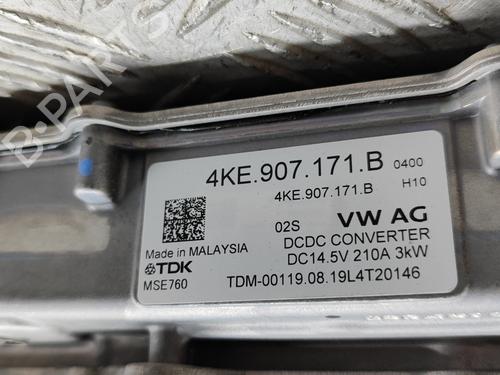 B-PARTS
4KE.907.171.B 0400
4KE.907.171.B H10
02S VW AG
Made in MALAYSIA DCDC CONVERTER
TDK DC14.5V 210A 3kW
MSE760 TDM-00119.08.19L4T20146